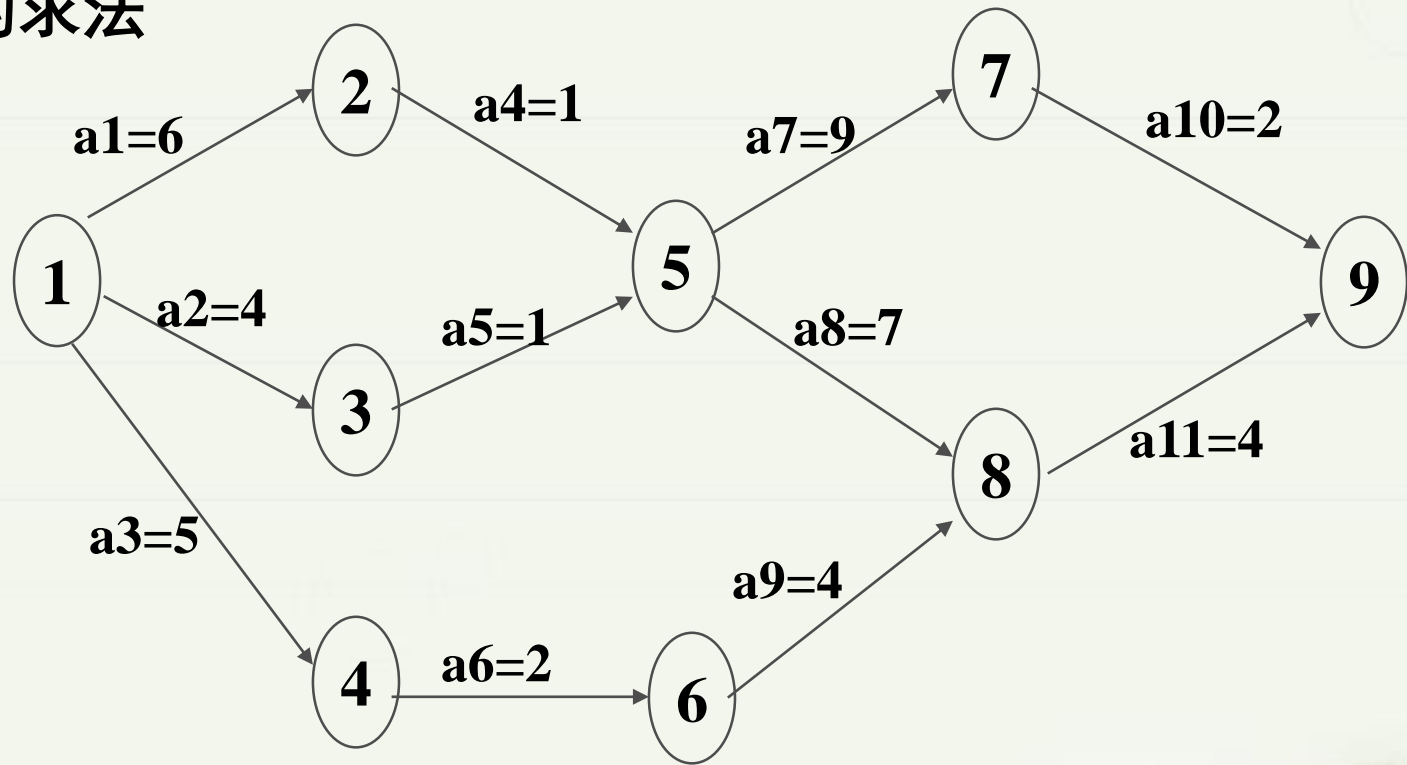 求法
7
2
a4=1
a10=2
a1=6
a7=9
5
1
9
a2=4
a5=1
a8=7
3
a11=4
8
a3=5
a9=4
a6=2
4
6